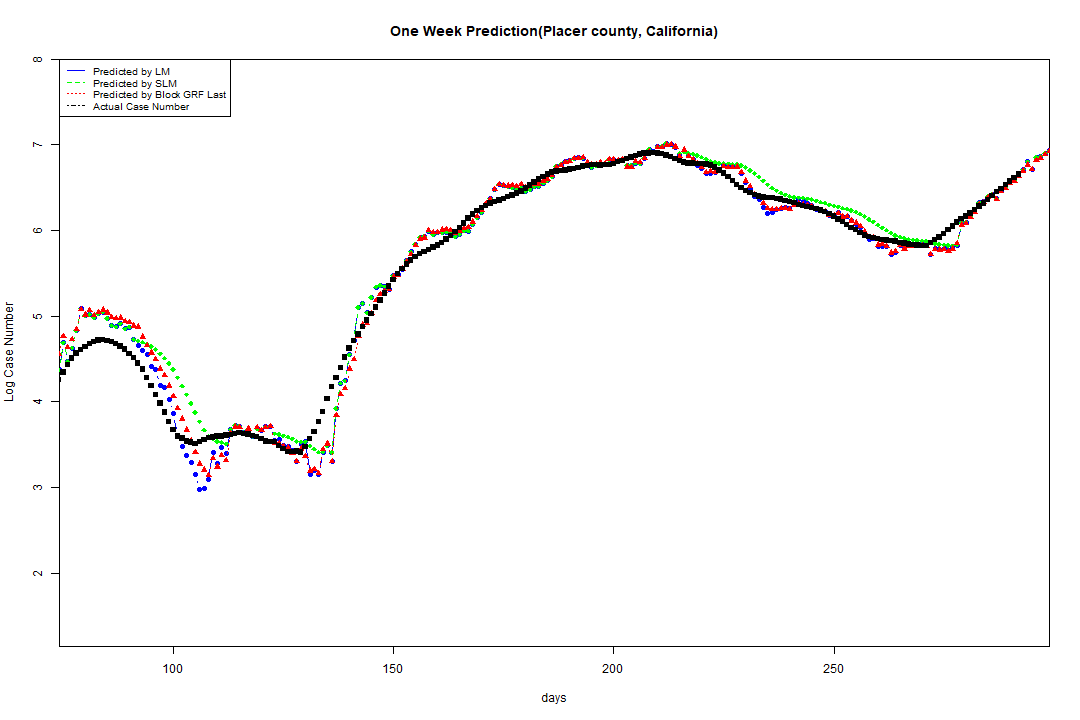 One Week Prediction(Placer county, California)
Predicted by LM
Predicted by SLM
Predicted by Block GRF Last
Actual Case Number
8
7
6
5
4
3
2
Log Case Number
100 150 200 250
days